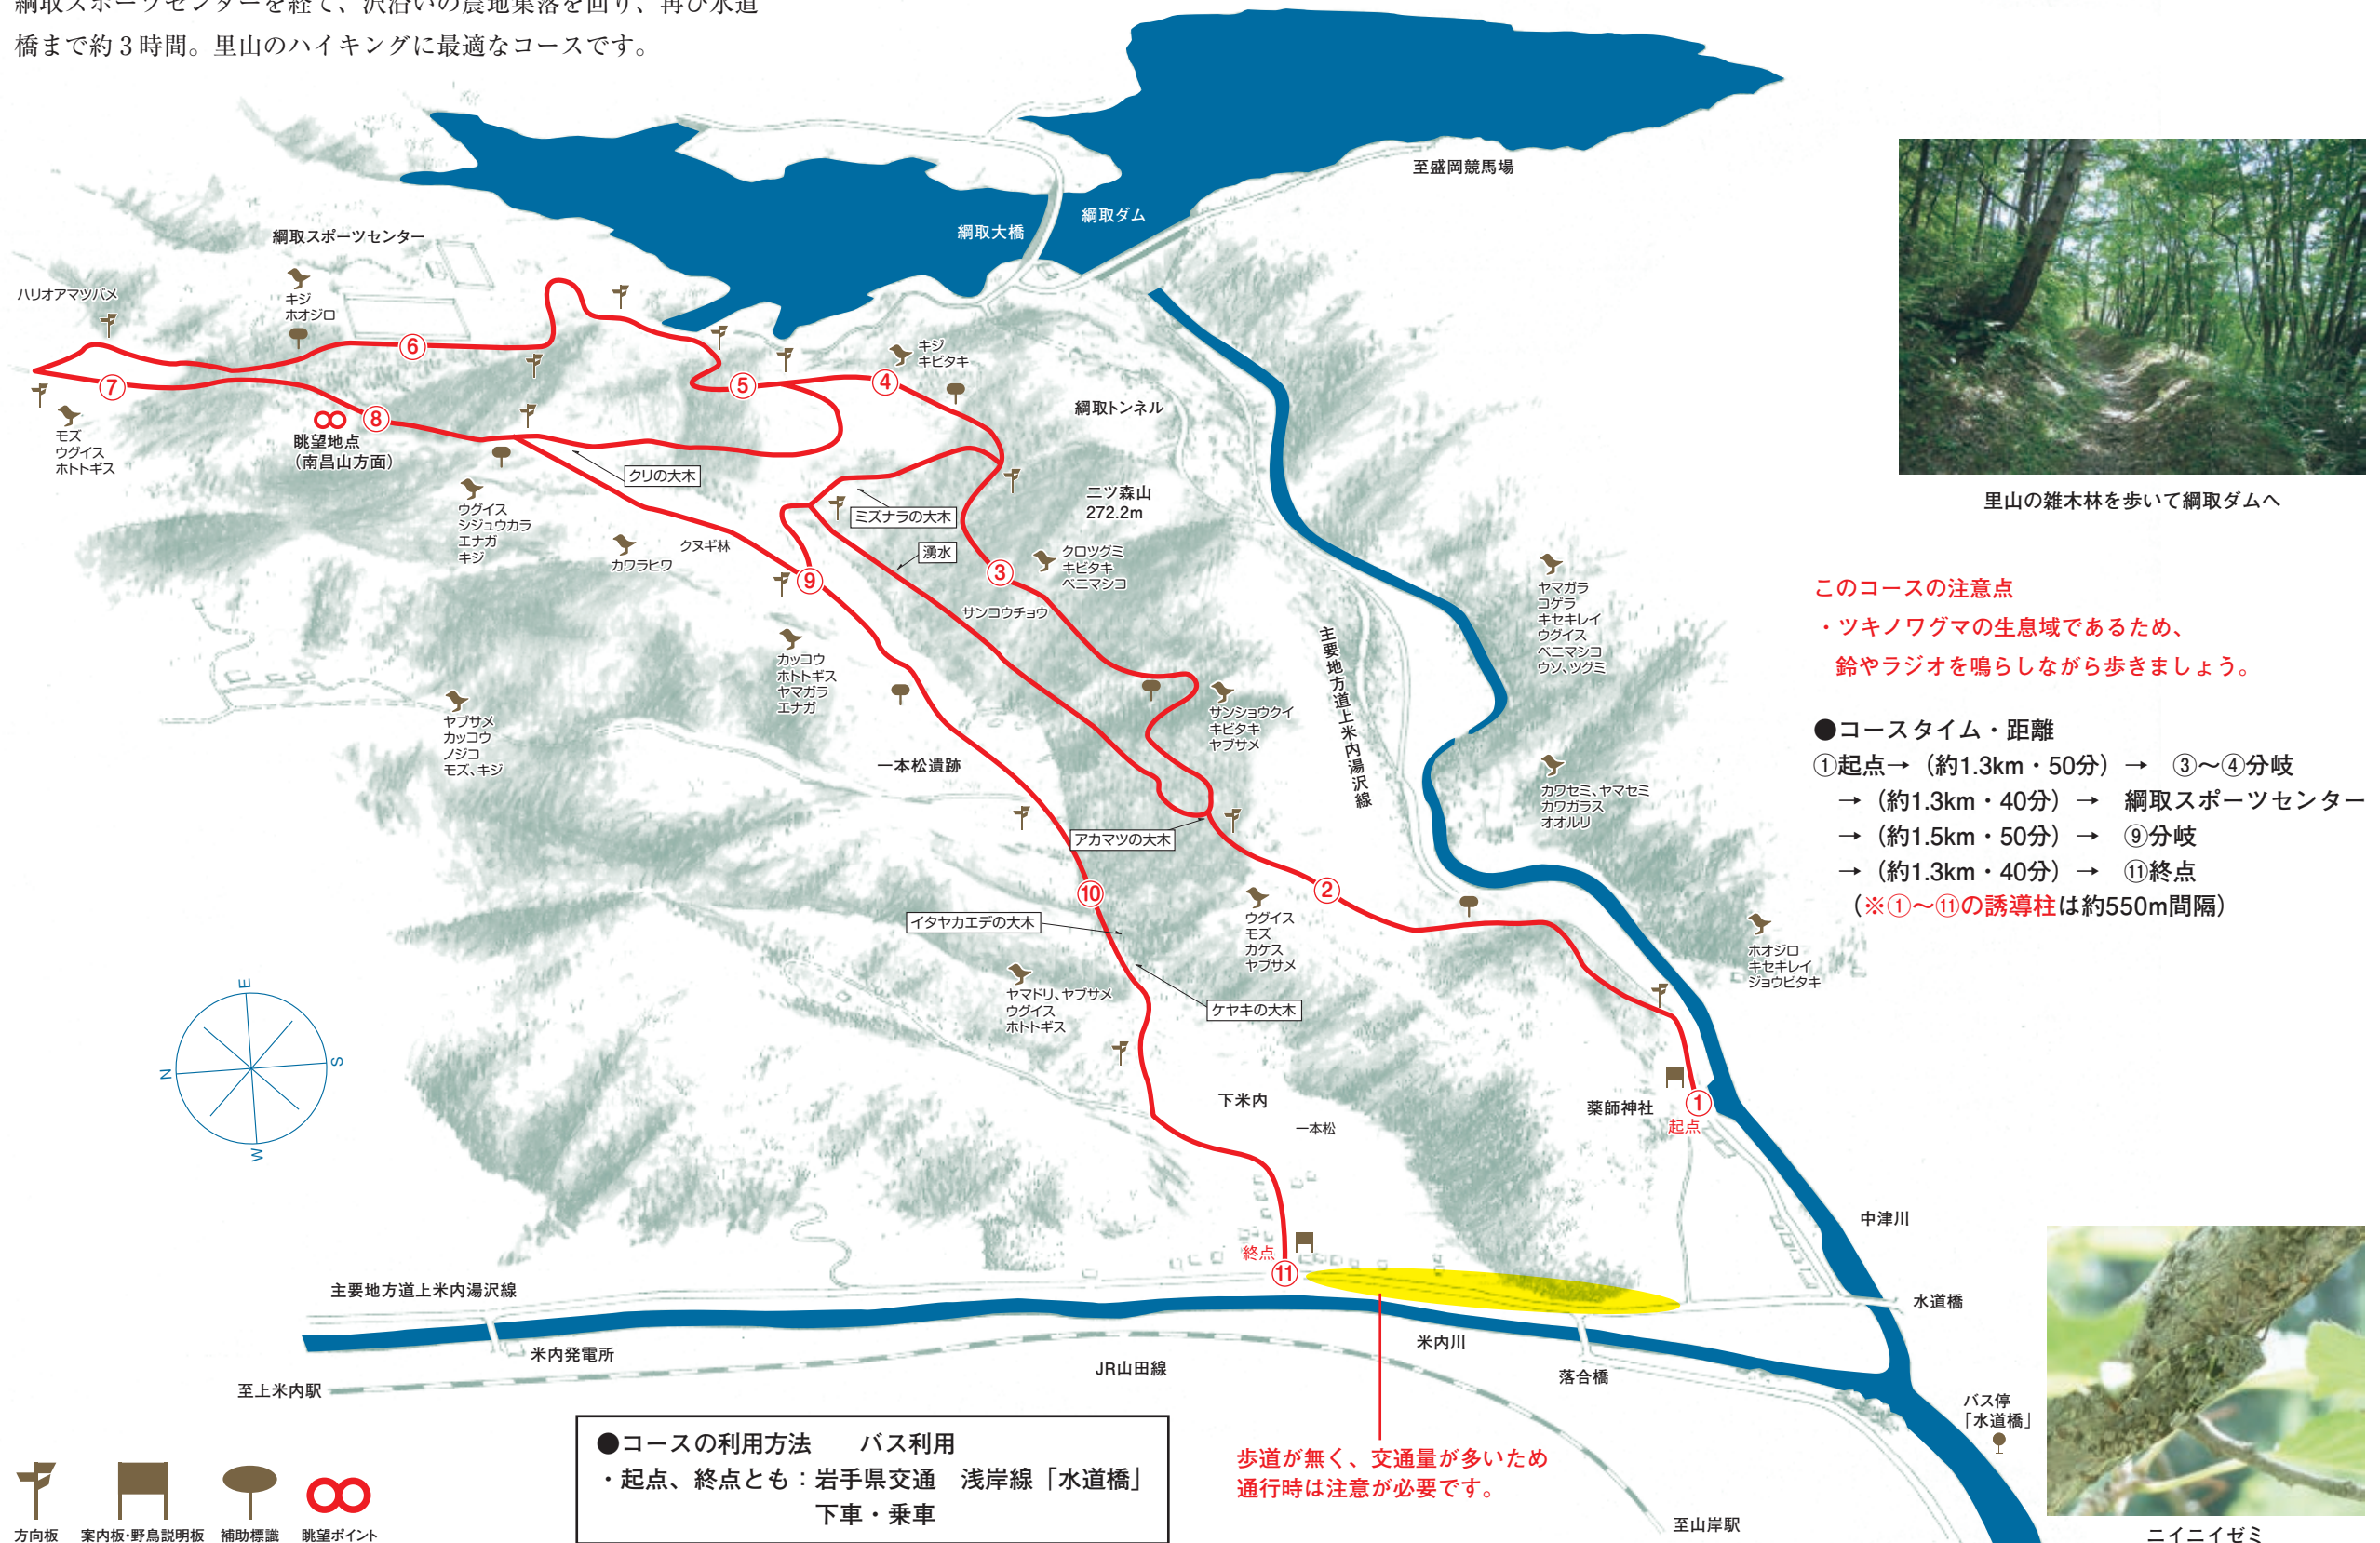 綱取スポーツセンターを経て、沢沿いの農地集落を回り、再び水道
橋まで約3時間。里山のハイキングに最適なコースです。
至盛岡競馬場
綱取ダム
綱取大橋
綱取スポーツセンター
ハリオアマツバメ
キジ
ホオジロ
⑥
⑦
⑧
⑤
④
キジ
キビタキ
綱取トンネル
モズ
ウグイス
ホトトギス
眺望地点
（南昌山方面）
クリの大木
ウグイス
シジュウカラ
エナガ
キジ
カワラヒワ
クヌギ林
ミズナラの大木
湧水
二ツ森山
272.2m
③
クロツグミ
キビタキ
ベニマシコ
サンコウチョウ
⑨
カッコウ
ホトトギス
ヤマガラ
エナガ
ヤブサメ
カッコウ
ノジコ
モズ、キジ
サンショウクイ
キビタキ
ヤブサメ
主要地方道上米内湯沢線
ヤマガラ
コゲラ
キセキレイ
ウグイス
ベニマシコ
ウソ、ツグミ
カワセミ、ヤマセミ
カワガラス
オオルリ
一本松遺跡
アカマツの大木
②
⑩
イタヤカエデの大木
ウグイス
モズ
カケス
ヤブサメ
ホオジロ
キセキレイ
ジョウビタキ
ヤマドリ、ヤブサメ
ウグイス
ホトトギス
ケヤキの大木
E
S
N
W
下米内
一本松
薬師神社
①
起点
終点
⑪
中津川
水道橋
主要地方道上米内湯沢線
米内発電所
米内川
落合橋
JR山田線
至上米内駅
バス停
「水道橋」
至山岸駅
歩道が無く、交通量が多いため
通行時は注意が必要です。
●コースの利用方法　バス利用
・起点、終点とも：岩手県交通　浅岸線「水道橋」
下車・乗車
方向板
案内板・野鳥説明板
補助標識
眺望ポイント
里山の雑木林を歩いて綱取ダムへ
このコースの注意点
・ツキノワグマの生息域であるため、
鈴やラジオを鳴らしながら歩きましょう。
●コースタイム・距離
①起点→（約1.3km・50分）→　③〜④分岐
→（約1.3km・40分）→　綱取スポーツセンター
→（約1.5km・50分）→　⑨分岐
→（約1.3km・40分）→　⑪終点
（※①〜⑪の誘導柱は約550m間隔）
ニイニイゼミ